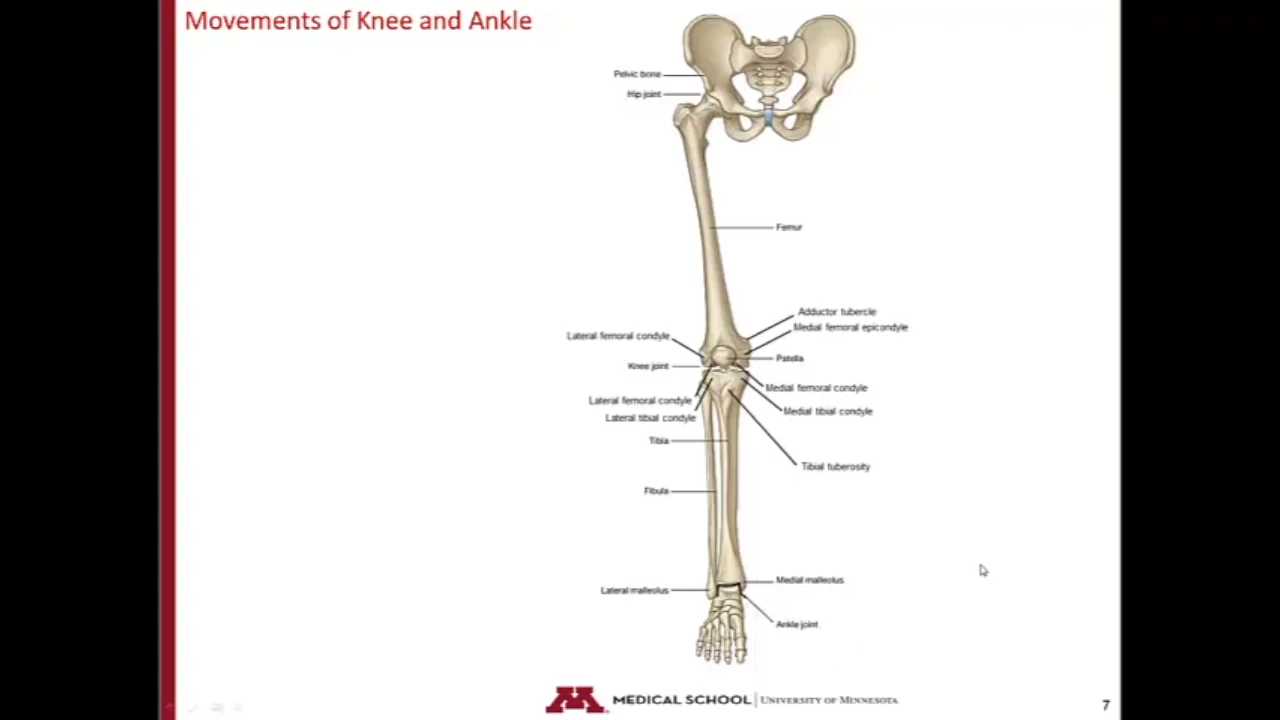 Movements of Knee and Ankle
Pelvic bone
Hip joint
Femur
Adductor tubercle
Medial femoral epicondyle
Lateral femoral condyle
Patella
Knee joint
Medial femoral condyle
Lateral femoral condyle
Medial tibial condyle
Lateral tibial condyle
Tibia
Tibial tuberosity
Fibula
Medial malleolus
Lateral malleolus
Ankle joint
M MEDICAL SCHOOL UNIVERSITY OF MINNESOTA
7